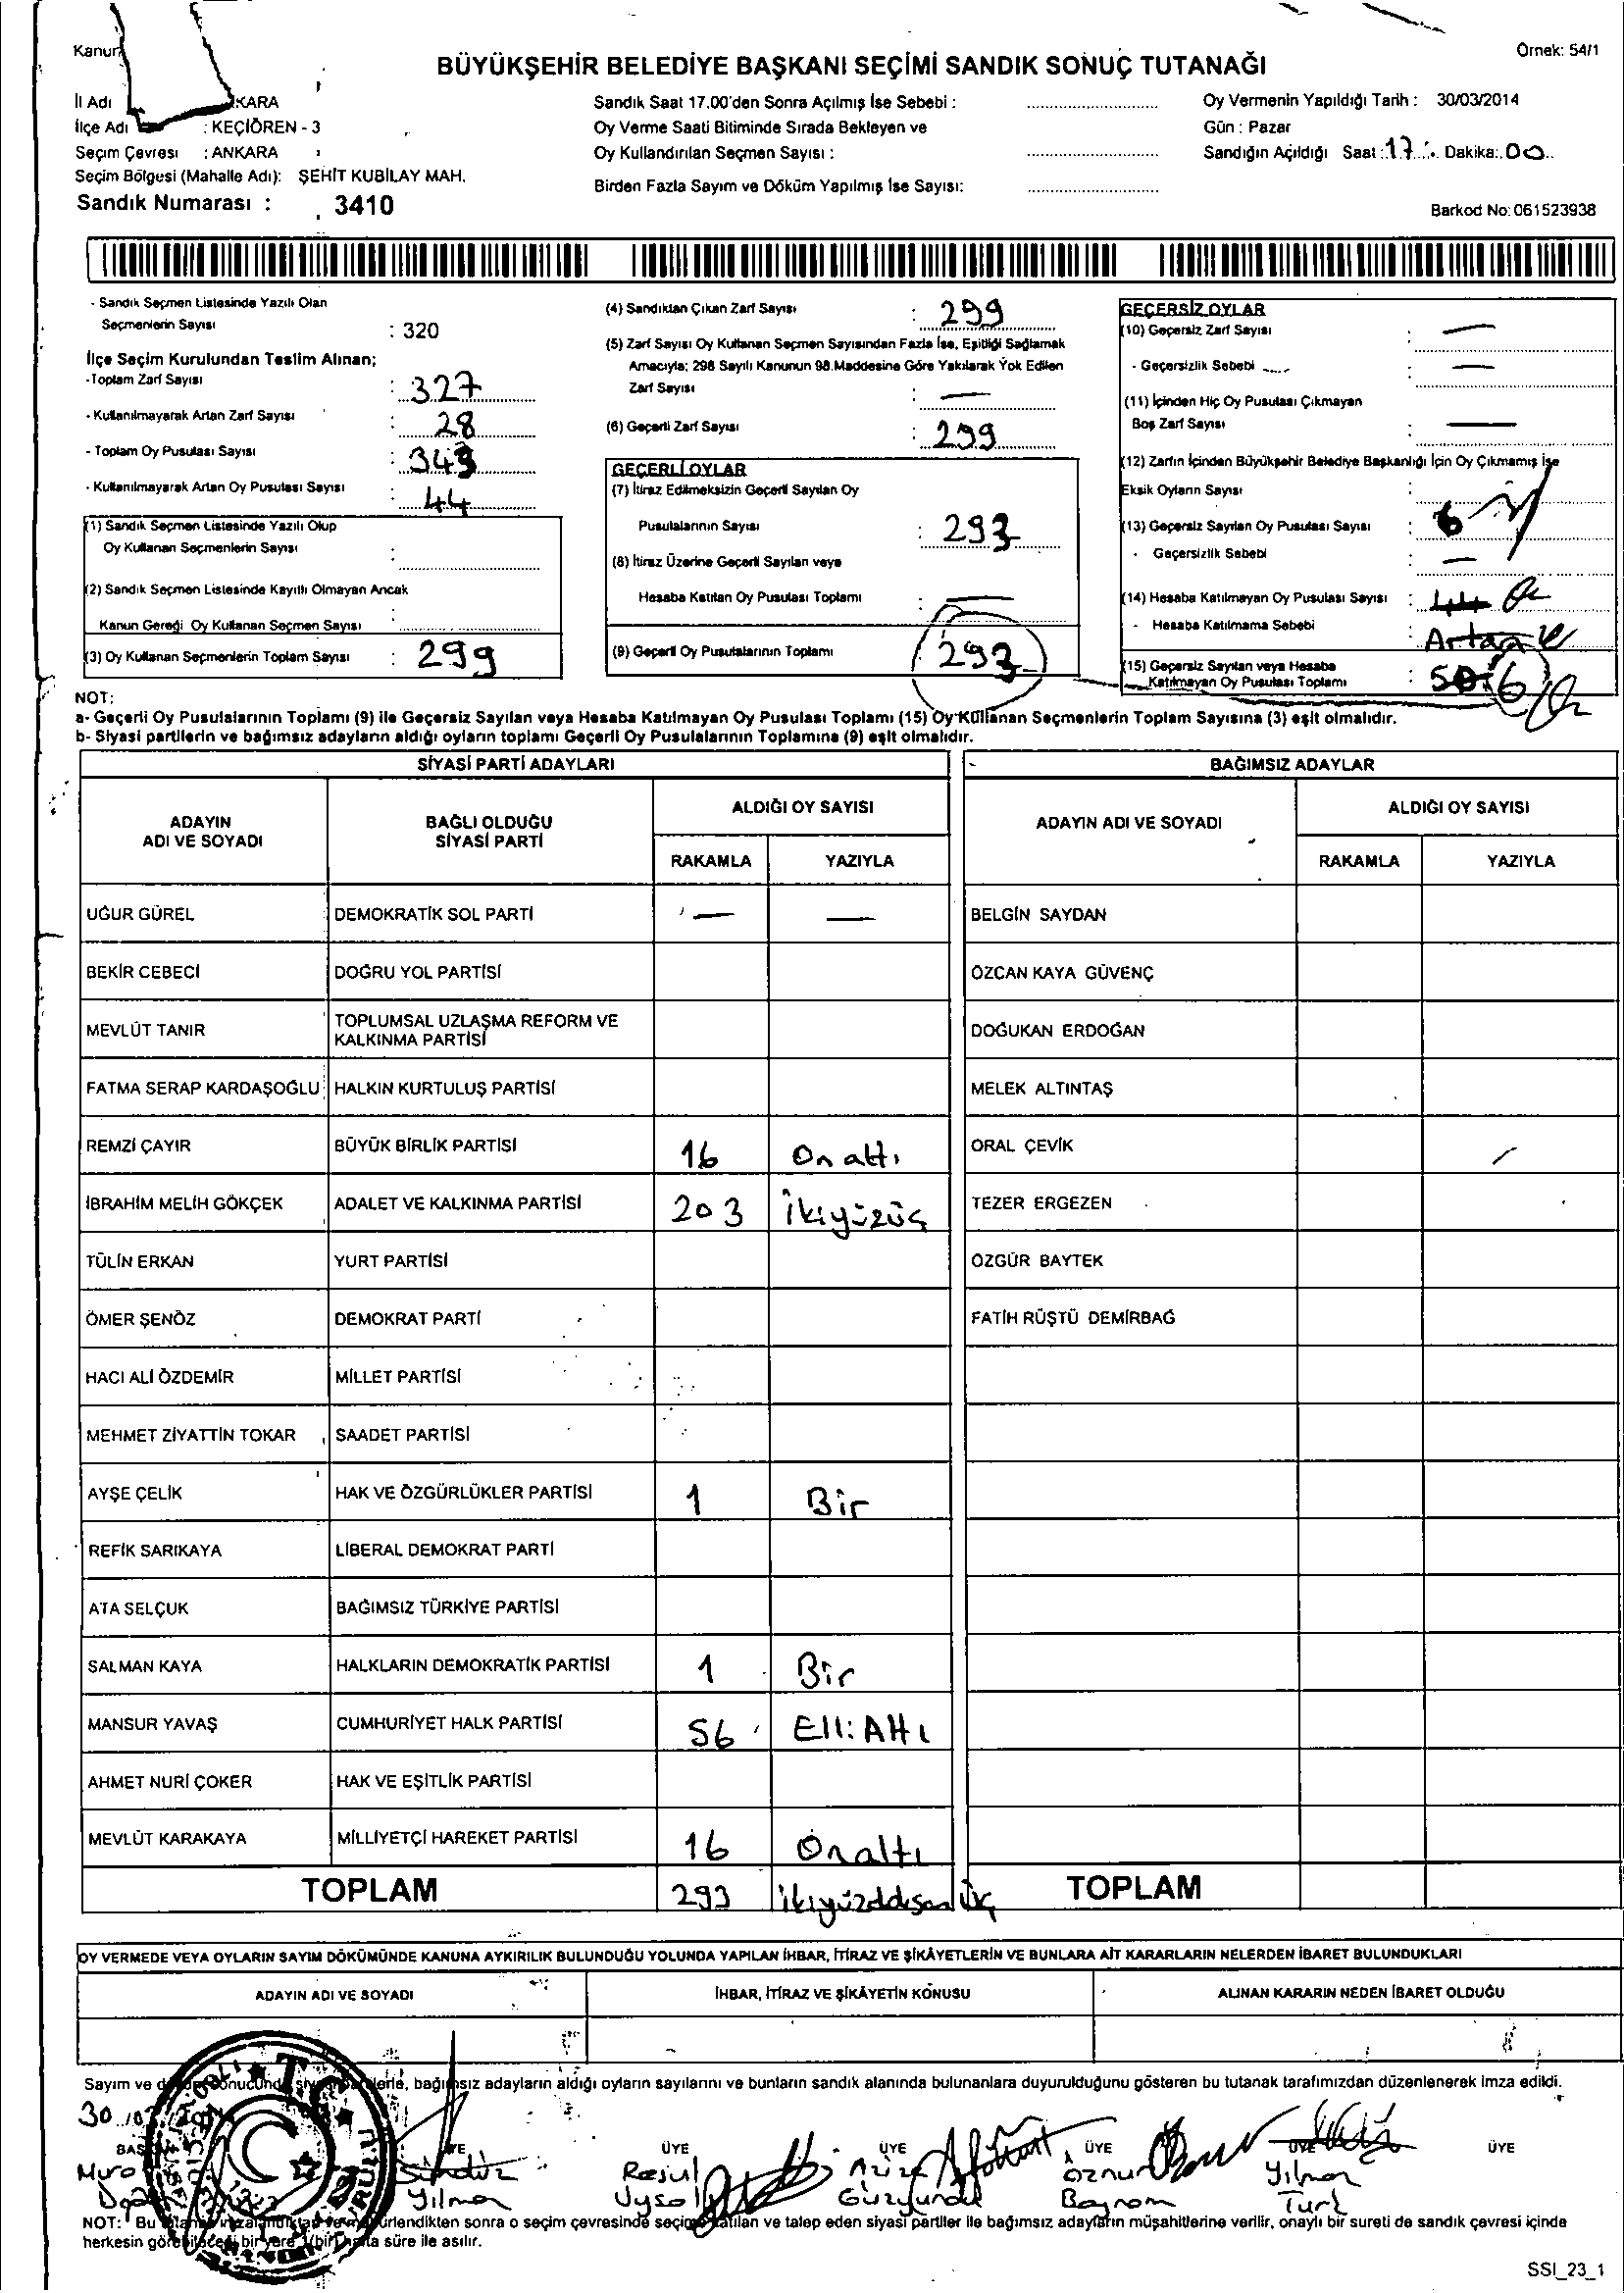 Örnek: 54/1
BÜYÜKŞEHİR BELEDİYE BAŞKANI SEÇİMİ SANDIK SONUÇ TUTANAĞI
Kanun
İl Adı KARA
İlçe Adı : KEÇİÖREN - 3
Seçim Çevresi : ANKARA
Seçim Bölgesi (Mahalle Adı): ŞEHİT KUBİLAY MAH.
Sandık Numarası : 3410
Sandık Saat 17.00'den Sonra Açılmış İse Sebebi :
Oy Verme Saati Bitiminde Sırada Bekleyen ve
Oy Kullandırılan Seçmen Sayısı :
Birden Fazla Sayım ve Döküm Yapılmış İse Sayısı:
Oy Vermenin Yapıldığı Tarih : 30/03/2014
Gün : Pazar
Sandığın Açıldığı Saat : 17 Dakika: 00
Barkod No: 061523938
- Sandık Seçmen Listesinde Yazılı Olan
Seçmenlerin Sayısı : 320
İlçe Seçim Kurulundan Teslim Alınan;
-Toplam Zarf Sayısı : 327
- Kullanılmayarak Artan Zarf Sayısı : 28
- Toplam Oy Pusulası Sayısı : 343
- Kullanılmayarak Artan Oy Pusulası Sayısı : 44
(1) Sandık Seçmen Listesinde Yazılı Olup
Oy Kullanan Seçmenlerin Sayısı :
(2) Sandık Seçmen Listesinde Kayıtlı Olmayan Ancak
Kanun Gereği Oy Kullanan Seçmen Sayısı :
(3) Oy Kullanan Seçmenlerin Toplam Sayısı : 299
(4) Sandıktan Çıkan Zarf Sayısı : 299
(5) Zarf Sayısı Oy Kullanan Seçmen Sayısından Fazla İse, Eşitliği Sağlamak
Amacıyla; 298 Sayılı Kanunun 98.Maddesine Göre Yakılarak Yok Edilen
Zarf Sayısı : —
(6) Geçerli Zarf Sayısı : 299
GEÇERLİ OYLAR
(7) İtiraz Edilmeksizin Geçerli Sayılan Oy
Pusulalarının Sayısı : 293
(8) İtiraz Üzerine Geçerli Sayılan veya
Hesaba Katılan Oy Pusulası Toplamı : —
(9) Geçerli Oy Pusulalarının Toplamı : 293
GEÇERSİZ OYLAR
(10) Geçersiz Zarf Sayısı : —
- Geçersizlik Sebebi : —
(11) İçinden Hiç Oy Pusulası Çıkmayan
Boş Zarf Sayısı : —
(12) Zarfın İçinden Büyükşehir Belediye Başkanlığı İçin Oy Çıkmamış İse
Eksik Oyların Sayısı :
(13) Geçersiz Sayılan Oy Pusulası Sayısı : 6
- Geçersizlik Sebebi : —
(14) Hesaba Katılmayan Oy Pusulası Sayısı : 44
- Hesaba Katılmama Sebebi : Artan
(15) Geçersiz Sayılan veya Hesaba
Katılmayan Oy Pusulası Toplamı : 50 6
NOT:
a- Geçerli Oy Pusulalarının Toplamı (9) ile Geçersiz Sayılan veya Hesaba Katılmayan Oy Pusulası Toplamı (15) Oy Kullanan Seçmenlerin Toplam Sayısına (3) eşit olmalıdır.
b- Siyasi partilerin ve bağımsız adayların aldığı oyların toplamı Geçerli Oy Pusulalarının Toplamına (9) eşit olmalıdır.
SİYASİ PARTİ ADAYLARI
ADAYIN ADI VE SOYADI BAĞLI OLDUĞU SİYASİ PARTİ ALDIĞI OY SAYISI
RAKAMLA YAZIYLA
UĞUR GÜREL DEMOKRATİK SOL PARTİ — —
BEKİR CEBECİ DOĞRU YOL PARTİSİ
MEVLÜT TANIR TOPLUMSAL UZLAŞMA REFORM VE KALKINMA PARTİSİ
FATMA SERAP KARDAŞOĞLU HALKIN KURTULUŞ PARTİSİ
REMZİ ÇAYIR BÜYÜK BİRLİK PARTİSİ 16 On altı
İBRAHİM MELİH GÖKÇEK ADALET VE KALKINMA PARTİSİ 203 İkiyüzüç
TÜLİN ERKAN YURT PARTİSİ
ÖMER ŞENÖZ DEMOKRAT PARTİ
HACI ALİ ÖZDEMİR MİLLET PARTİSİ
MEHMET ZİYATTİN TOKAR SAADET PARTİSİ
AYŞE ÇELİK HAK VE ÖZGÜRLÜKLER PARTİSİ 1 Bir
REFİK SARIKAYA LİBERAL DEMOKRAT PARTİ
ATA SELÇUK BAĞIMSIZ TÜRKİYE PARTİSİ
SALMAN KAYA HALKLARIN DEMOKRATİK PARTİSİ 1 Bir
MANSUR YAVAŞ CUMHURİYET HALK PARTİSİ 56 Elli Altı
AHMET NURİ ÇOKER HAK VE EŞİTLİK PARTİSİ
MEVLÜT KARAKAYA MİLLİYETÇİ HAREKET PARTİSİ 16 Onaltı
TOPLAM 293
BAĞIMSIZ ADAYLAR
ADAYIN ADI VE SOYADI ALDIĞI OY SAYISI
RAKAMLA YAZIYLA
BELGİN SAYDAN
ÖZCAN KAYA GÜVENÇ
DOĞUKAN ERDOĞAN
MELEK ALTINTAŞ
ORAL ÇEVİK
TEZER ERGEZEN
ÖZGÜR BAYTEK
FATİH RÜŞTÜ DEMİRBAĞ
TOPLAM
OY VERMEDE VEYA OYLARIN SAYIM DÖKÜMÜNDE KANUNA AYKIRILIK BULUNDUĞU YOLUNDA YAPILAN İHBAR, İTİRAZ VE ŞİKÂYETLERİN VE BUNLARA AİT KARARLARIN NELERDEN İBARET BULUNDUKLARI
ADAYIN ADI VE SOYADI İHBAR, İTİRAZ VE ŞİKÂYETİN KONUSU ALINAN KARARIN NEDEN İBARET OLDUĞU
Sayım ve bağımsız adayların aldığı oyların sayılarını ve bunların sandık alanında bulunanlara duyurulduğunu gösteren bu tutanak tarafımızdan düzenlenerek imza edildi.
30
ÜYE ÜYE ÜYE ÜYE ÜYE
Resul Öznur Yılmaz
Yılmaz Uysal Bayram Türk
NOT: Bu sonra o seçim çevresinde seçime katılan ve talep eden siyasi partiler ile bağımsız adayların müşahitlerine verilir, onaylı bir sureti de sandık çevresi içinde
herkesin süre ile asılır.
SSI_23_1